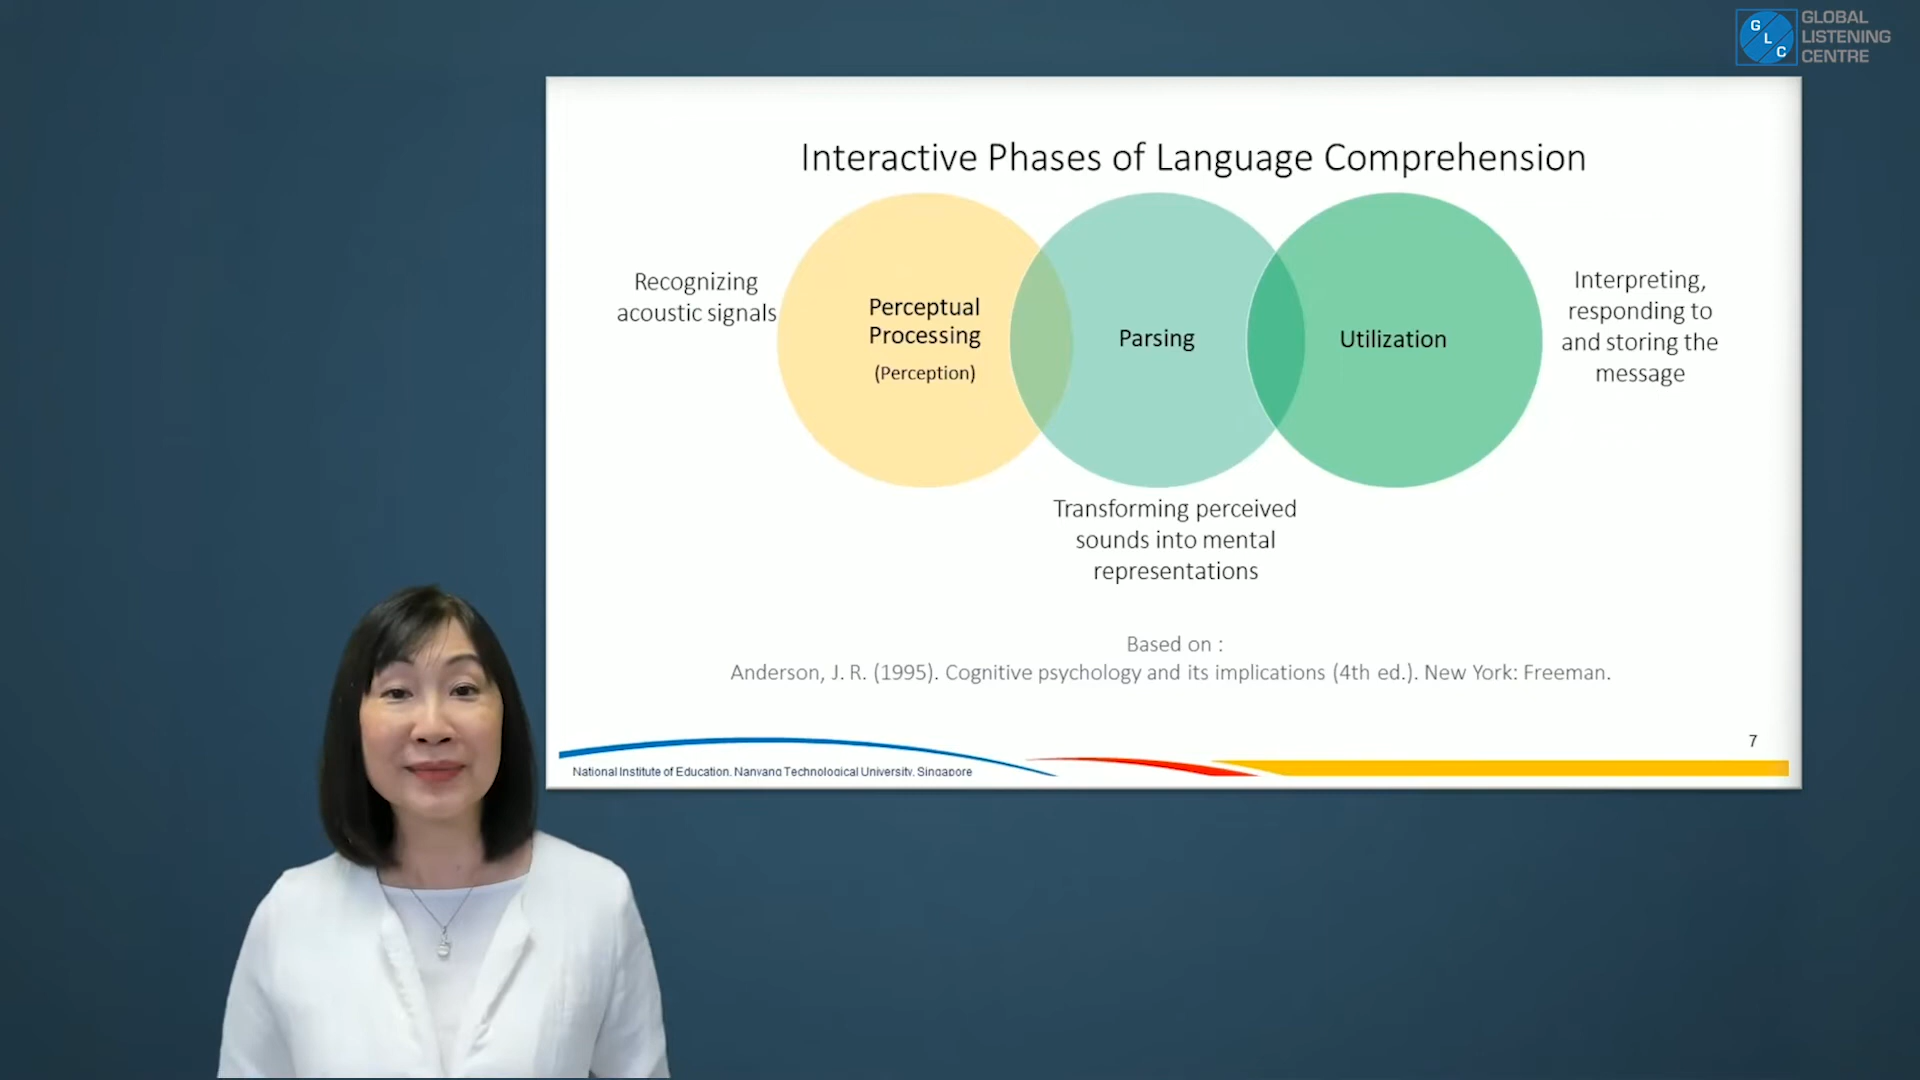 G
L
C
GLOBAL
LISTENING
CENTRE
Interactive Phases of Language Comprehension
Recognizing
acoustic signals
Perceptual
Processing
(Perception)
Parsing
Utilization
Interpreting,
responding to
and storing the
message
Transforming perceived
sounds into mental
representations
Based on :
Anderson, J. R. (1995). Cognitive psychology and its implications (4th ed.). New York: Freeman.
7
National Institute of Education, Nanyang Technological University, Singapore